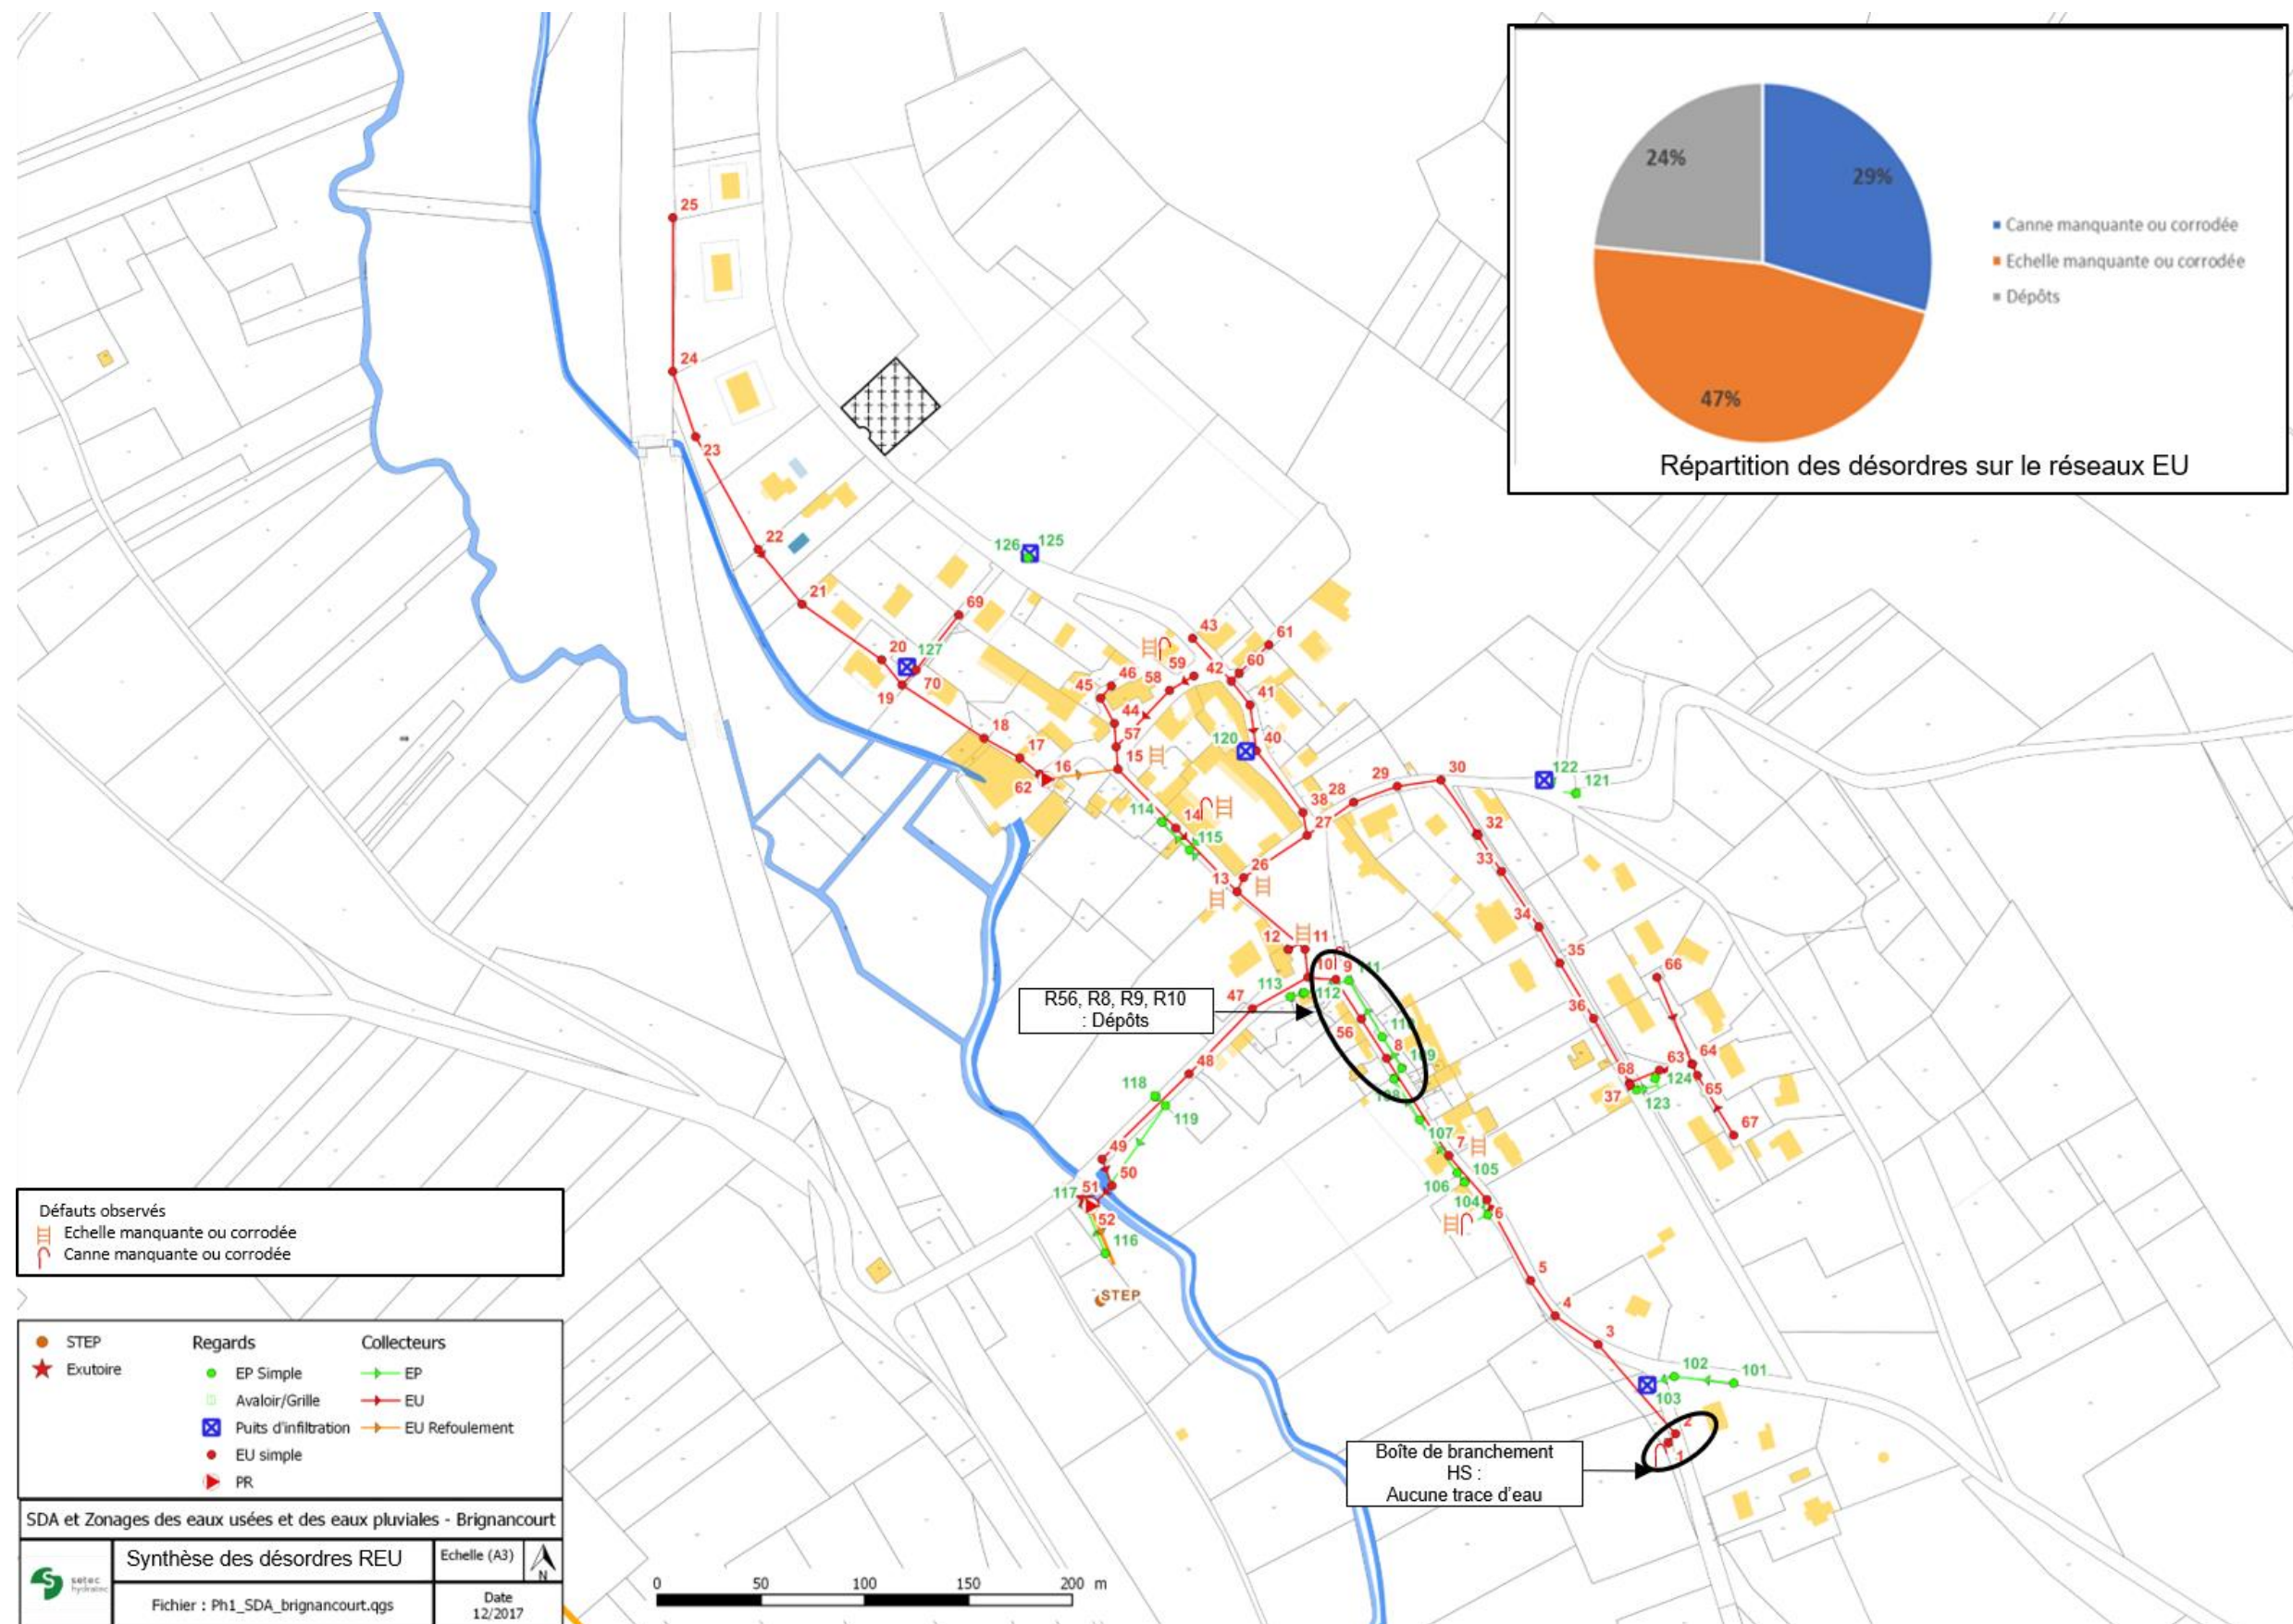 24%
29%
47%
Canne manquante ou corrodée
Echelle manquante ou corrodée
Dépôts
Répartition des désordres sur le réseaux EU
25
24
23
22
21
126
125
69
20
127
70
19
18
17
16
62
43
61
59
42
60
46
58
45
41
44
57
120
40
15
122
121
30
29
28
38
27
114
14
115
32
33
26
13
34
12
11
35
66
10
9
111
113
112
47
R56, R8, R9, R10
: Dépôts
36
56
110
8
109
63
64
68
124
65
48
108
37
123
118
119
107
7
67
49
105
50
106
117
51
104
6
52
116
5
STEP
4
3
102
101
103
2
1
Boîte de branchement
HS :
Aucune trace d'eau
Défauts observés
Echelle manquante ou corrodée
Canne manquante ou corrodée
STEP
Regards
Collecteurs
Exutoire
EP Simple
EP
Avaloir/Grille
EU
Puits d'infiltration
EU Refoulement
EU simple
PR
SDA et Zonages des eaux usées et des eaux pluviales - Brignancourt
Synthèse des désordres REU
Echelle (A3)
N
setec
hydratec
Fichier : Ph1_SDA_brignancourt.qgs
Date
12/2017
0 50 100 150 200 m